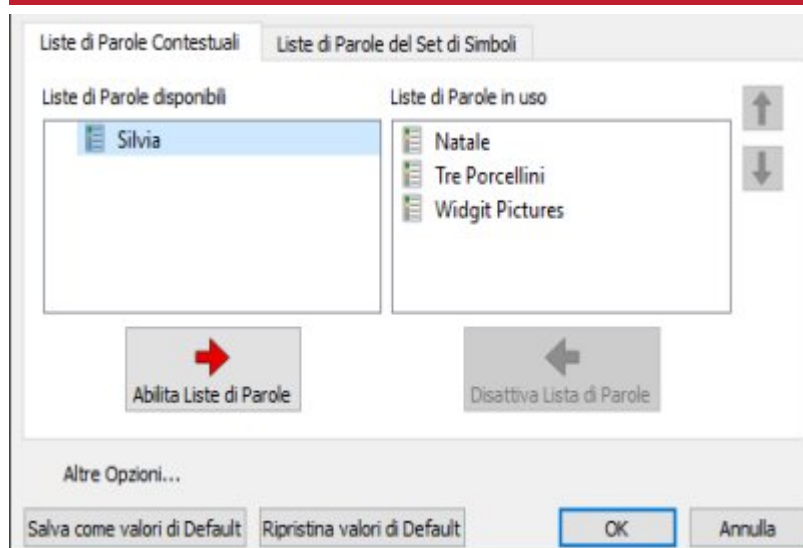 Liste di Parole Contestuali
Liste di Parole del Set di Simboli
Liste di Parole disponibili
Liste di Parole in uso
Silvia
Natale
Tre Porcellini
Widgit Pictures
Abilita Liste di Parole
Disattiva Lista di Parole
Altre Opzioni...
Salva come valori di Default
Ripristina valori di Default
OK
Annulla